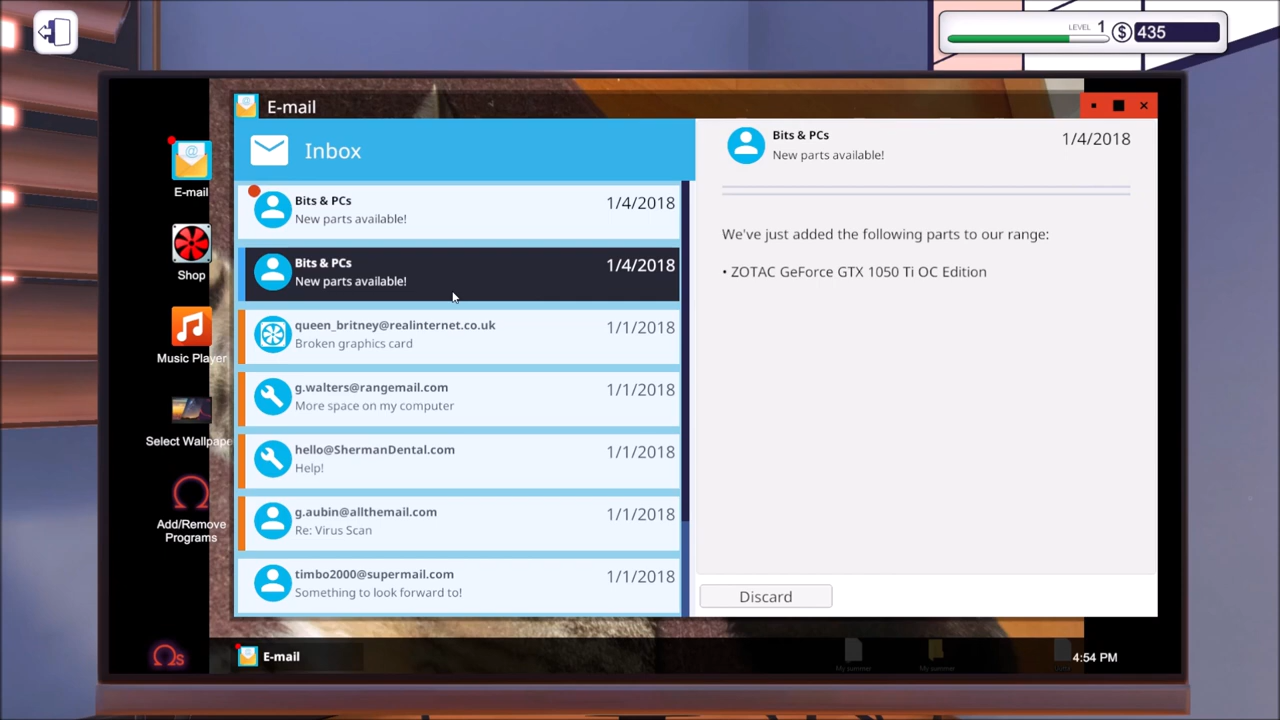 LEVEL 1 $ 435
E-mail
Inbox
Bits & PCs
New parts available!
1/4/2018
Bits & PCs
New parts available!
1/4/2018
queen_britney@realinternet.co.uk
Broken graphics card
1/1/2018
g.walters@rangemail.com
More space on my computer
1/1/2018
hello@ShermanDental.com
Help!
1/1/2018
g.aubin@allthemail.com
Re: Virus Scan
1/1/2018
timbo2000@supermail.com
Something to look forward to!
1/1/2018
Bits & PCs
New parts available!
1/4/2018
We've just added the following parts to our range:
• ZOTAC GeForce GTX 1050 Ti OC Edition
Discard
E-mail
Shop
Music Player
Select Wallpape
Add/Remove
Programs
Ωs
E-mail
My summer
My summer
4:54 PM